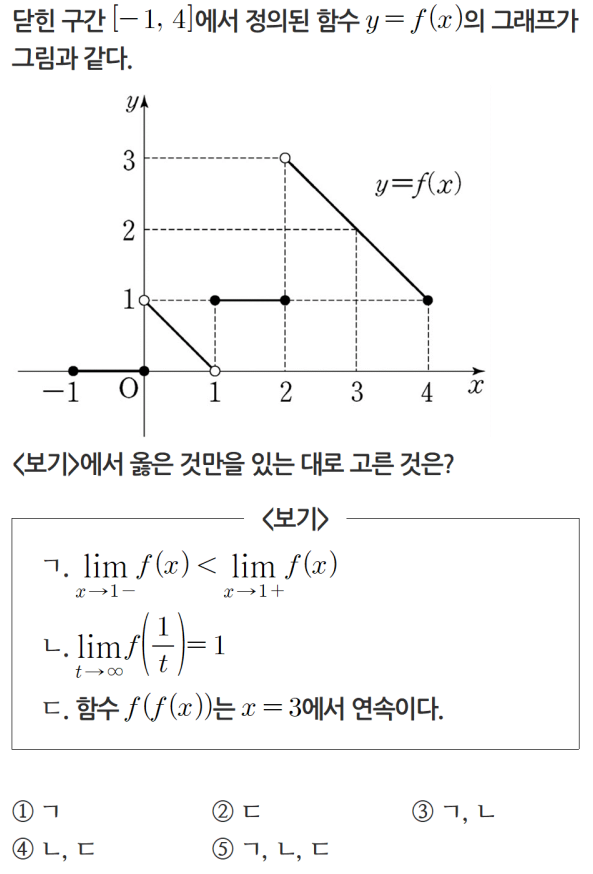 닫힌 구간 [−1, 4]에서 정의된 함수 y = f(x)의 그래프가
그림과 같다.
y
3
y=f(x)
2
1
−1 O 1 2 3 4 x
<보기>에서 옳은 것만을 있는 대로 고른 것은?
<보기>
ㄱ. lim f(x) < lim f(x)
x→1− x→1+
ㄴ. lim f(1/t) = 1
t→∞
ㄷ. 함수 f(f(x))는 x = 3에서 연속이다.
① ㄱ ② ㄷ ③ ㄱ, ㄴ
④ ㄴ, ㄷ ⑤ ㄱ, ㄴ, ㄷ